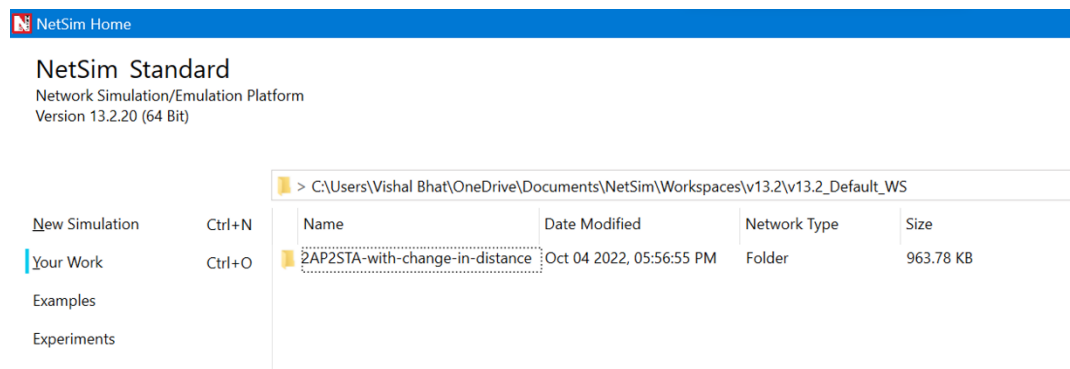 NetSim Home
NetSim Standard
Network Simulation/Emulation Platform
Version 13.2.20 (64 Bit)
> C:\Users\Vishal Bhat\OneDrive\Documents\NetSim\Workspaces\v13.2\v13.2_Default_WS
New Simulation Ctrl+N
Your Work Ctrl+O
Examples
Experiments
Name Date Modified Network Type Size
2AP2STA-with-change-in-distance Oct 04 2022, 05:56:55 PM Folder 963.78 KB